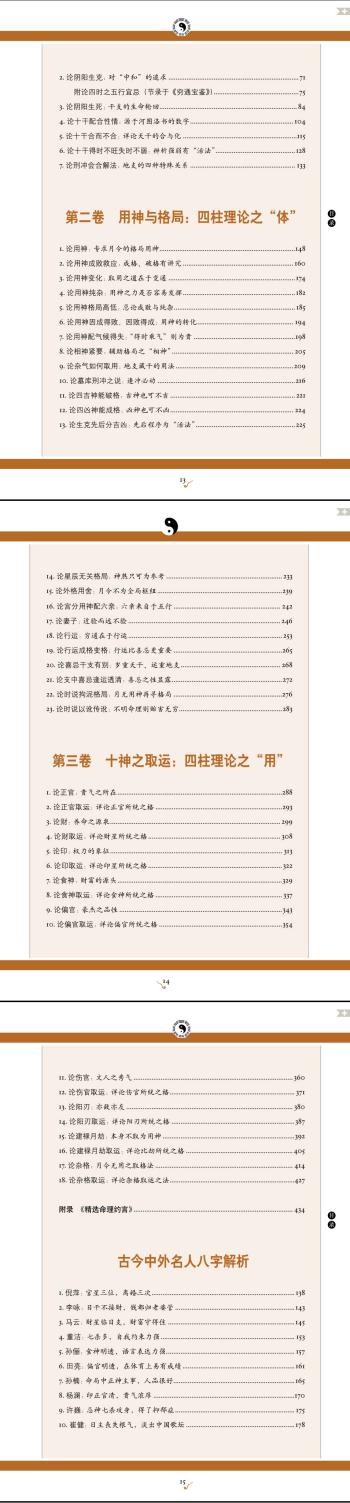 2. 论阴阳生克：对“中和”的追求 71
附论四时之五行宜忌（节录于《穷通宝鉴》） 75
3. 论阴阳生死：干支的生命轮回 84
4. 论十干配合性情：源于河图洛书的数字 104
5. 论十干合而不合：详论天干的合与化 115
6. 论十干得时不旺失时不弱：辨析强弱有“活法” 128
7. 论刑冲会合解法：地支的四种特殊关系 133
第二卷 用神与格局：四柱理论之“体”
1. 论用神：专求月令的格局用神 148
2. 论用神成败救应：成格、破格有讲究 160
3. 论用神变化：取用之道在于变通 174
4. 论用神纯杂：用神之力是否容易发挥 182
5. 论用神格局高低：总论成败与纯杂 185
6. 论用神因成得败，因败得成：用神的转化 194
7. 论用神配气候得失：“得时乘气”则为贵 198
8. 论相神紧要：辅助格局之“相神” 205
9. 论杂气如何取用：地支藏干的用法 209
10. 论墓库刑冲之说：逢冲必动 216
11. 论四吉神能破格：吉神也可不吉 221
12. 论四凶神能成格：凶神也可不凶 224
13. 论生克先后分吉凶：先后程序为“活法” 225
目录
13
14. 论星辰无关格局：神煞只可为参考 233
15. 论外格用舍：月令不为全局枢纽 239
16. 论宫分用神配六亲：六亲来自于五行 242
17. 论妻子：近验而远不验 246
18. 论行运：穷通在于行运 253
19. 论行运成格变格：行运比喜忌更重要 265
20. 论喜忌干支有别：岁重天干，运重地支 268
21. 论支中喜忌逢运透清：喜忌之性显露 272
22. 论时说拘泥格局：月无用神再寻格局 276
23. 论时说以讹传讹：不明命理则贻害无穷 283
第三卷 十神之取运：四柱理论之“用”
1. 论正官：贵气之所在 288
2. 论正官取运：详论正官所统之格 293
3. 论财：养命之源泉 299
4. 论财取运：详论财星所统之格 308
5. 论印：权力的象征 313
6. 论印取运：详论印星所统之格 322
7. 论食神：财富的源头 329
8. 论食神取运：详论食神所统之格 337
9. 论偏官：豪杰之品性 343
10. 论偏官取运：详论偏官所统之格 354
14
11. 论伤官：文人之秀气 360
12. 论伤官取运：详论伤官所统之格 371
13. 论阳刃：亦敌亦友 380
14. 论阳刃取运：详论阳刃所统之格 387
15. 论建禄月劫：本身不取为用神 392
16. 论建禄月劫取运：详论比劫所统之格 405
17. 论杂格：月令无用之取格法 414
18. 论杂格取运：详论杂格取运之法 427
附录 《精选命理约言》 434
目录
古今中外名人八字解析
1. 倪萍：官星三位，离婚三次 138
2. 李咏：日干不接财，钱都归老婆管 143
3. 马云：财星临日支，财富守得住 145
4. 董洁：七杀多，自我约束力强 153
5. 孙俪：食神明透，语言表达力强 157
6. 田亮：偏官明透，在体育上易有成绩 161
7. 孙楠：命局中正神主事，人品很好 165
8. 杨澜：印正官清，贵气浓厚 170
9. 许巍：忌神七杀攻身，得了抑郁症 175
10. 崔健：日主丧失根气，淡出中国歌坛 178
15